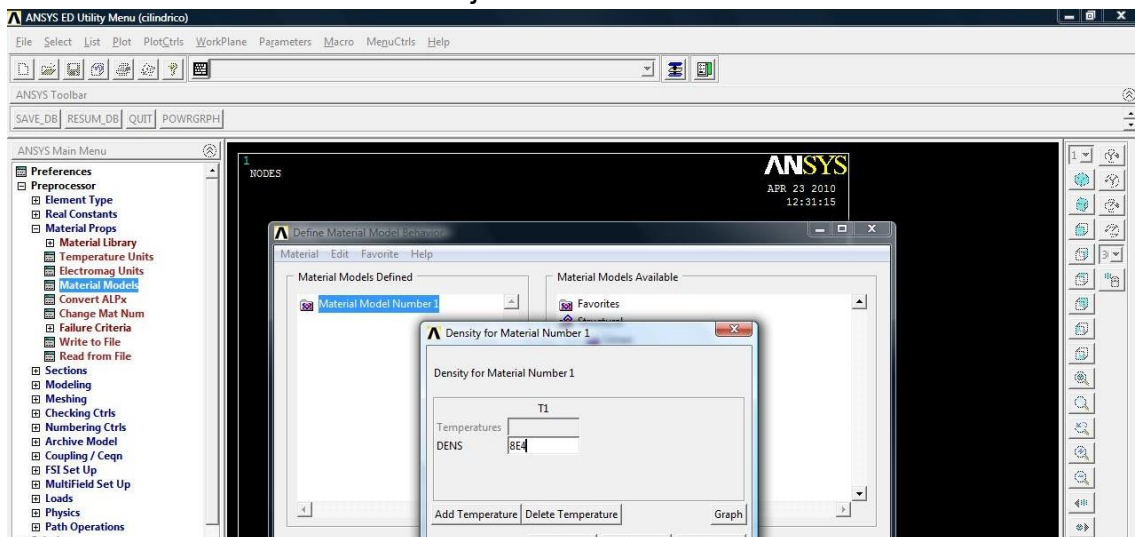 ANSYS ED Utility Menu (cilindrico)
File Select List Plot PlotCtrls WorkPlane Parameters Macro MenuCtrls Help
ANSYS Toolbar
SAVE_DB RESUM_DB QUIT POWRGRPH
ANSYS Main Menu
Preferences
Preprocessor
Element Type
Real Constants
Material Props
Material Library
Temperature Units
Electromag Units
Material Models
Convert ALPx
Change Mat Num
Failure Criteria
Write to File
Read from File
Sections
Modeling
Meshing
Checking Ctrls
Numbering Ctrls
Archive Model
Coupling / Ceqn
FSI Set Up
MultiField Set Up
Loads
Physics
Path Operations
1
NODES
ANSYS
APR 23 2010
12:31:15
Define Material Model Behavior
Material Edit Favorite Help
Material Models Defined
Material Model Number 1
Material Models Available
Favorites
Structural
Density for Material Number 1
Density for Material Number 1
T1
Temperatures
DENS 8E4
Add Temperature Delete Temperature Graph
1
3